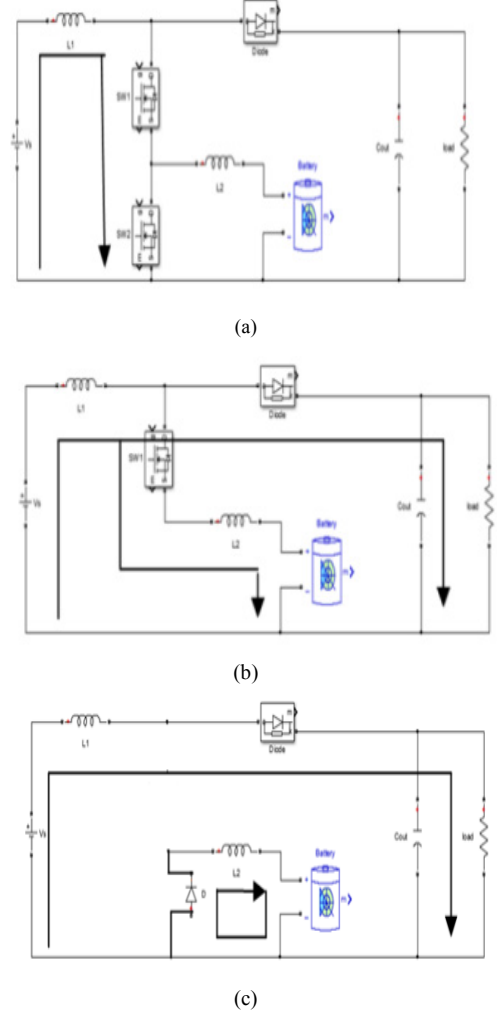 L1
Diode
m
SW1
Vs
Cout
load
L2
Battery
+
m
SW2
-
(a)
L1
Diode
m
SW1
Vs
Cout
load
L2
Battery
+
m
-
(b)
L1
Diode
m
Vs
Cout
load
L2
Battery
D
+
m
-
(c)